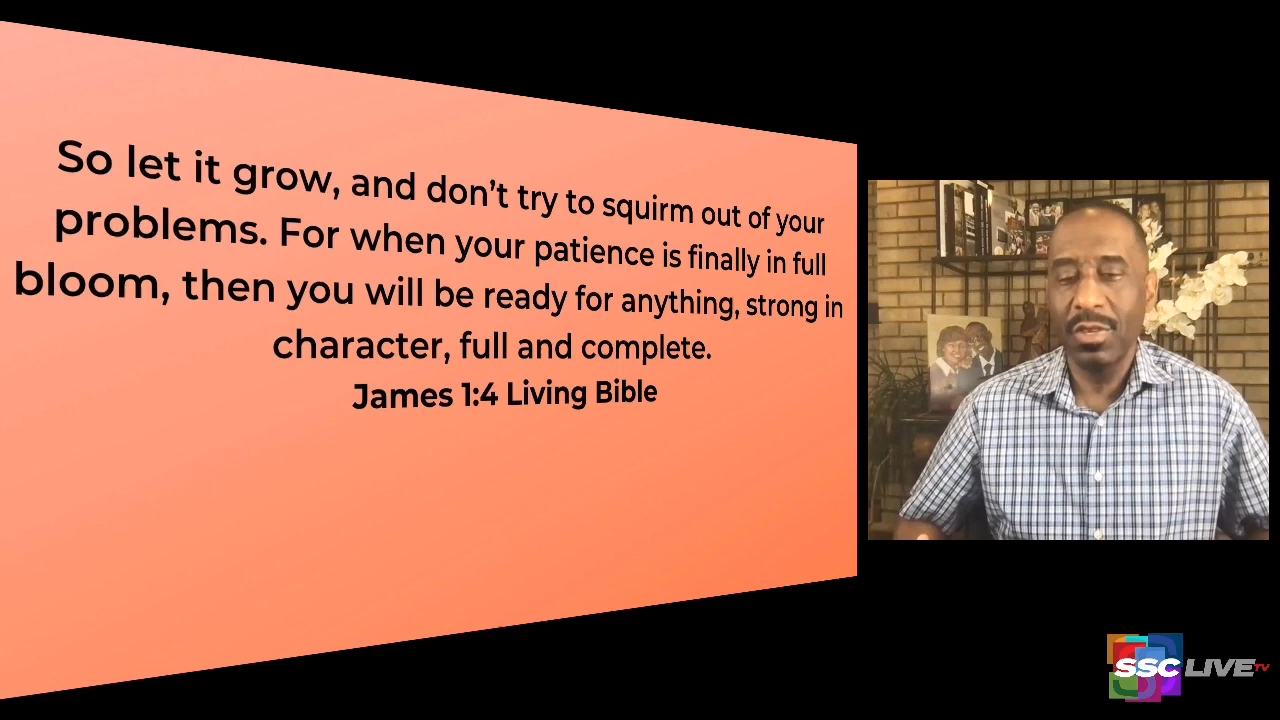 So let it grow, and don’t try to squirm out of your
problems. For when your patience is finally in full
bloom, then you will be ready for anything, strong in
character, full and complete.
James 1:4 Living Bible
SSC LIVE TV